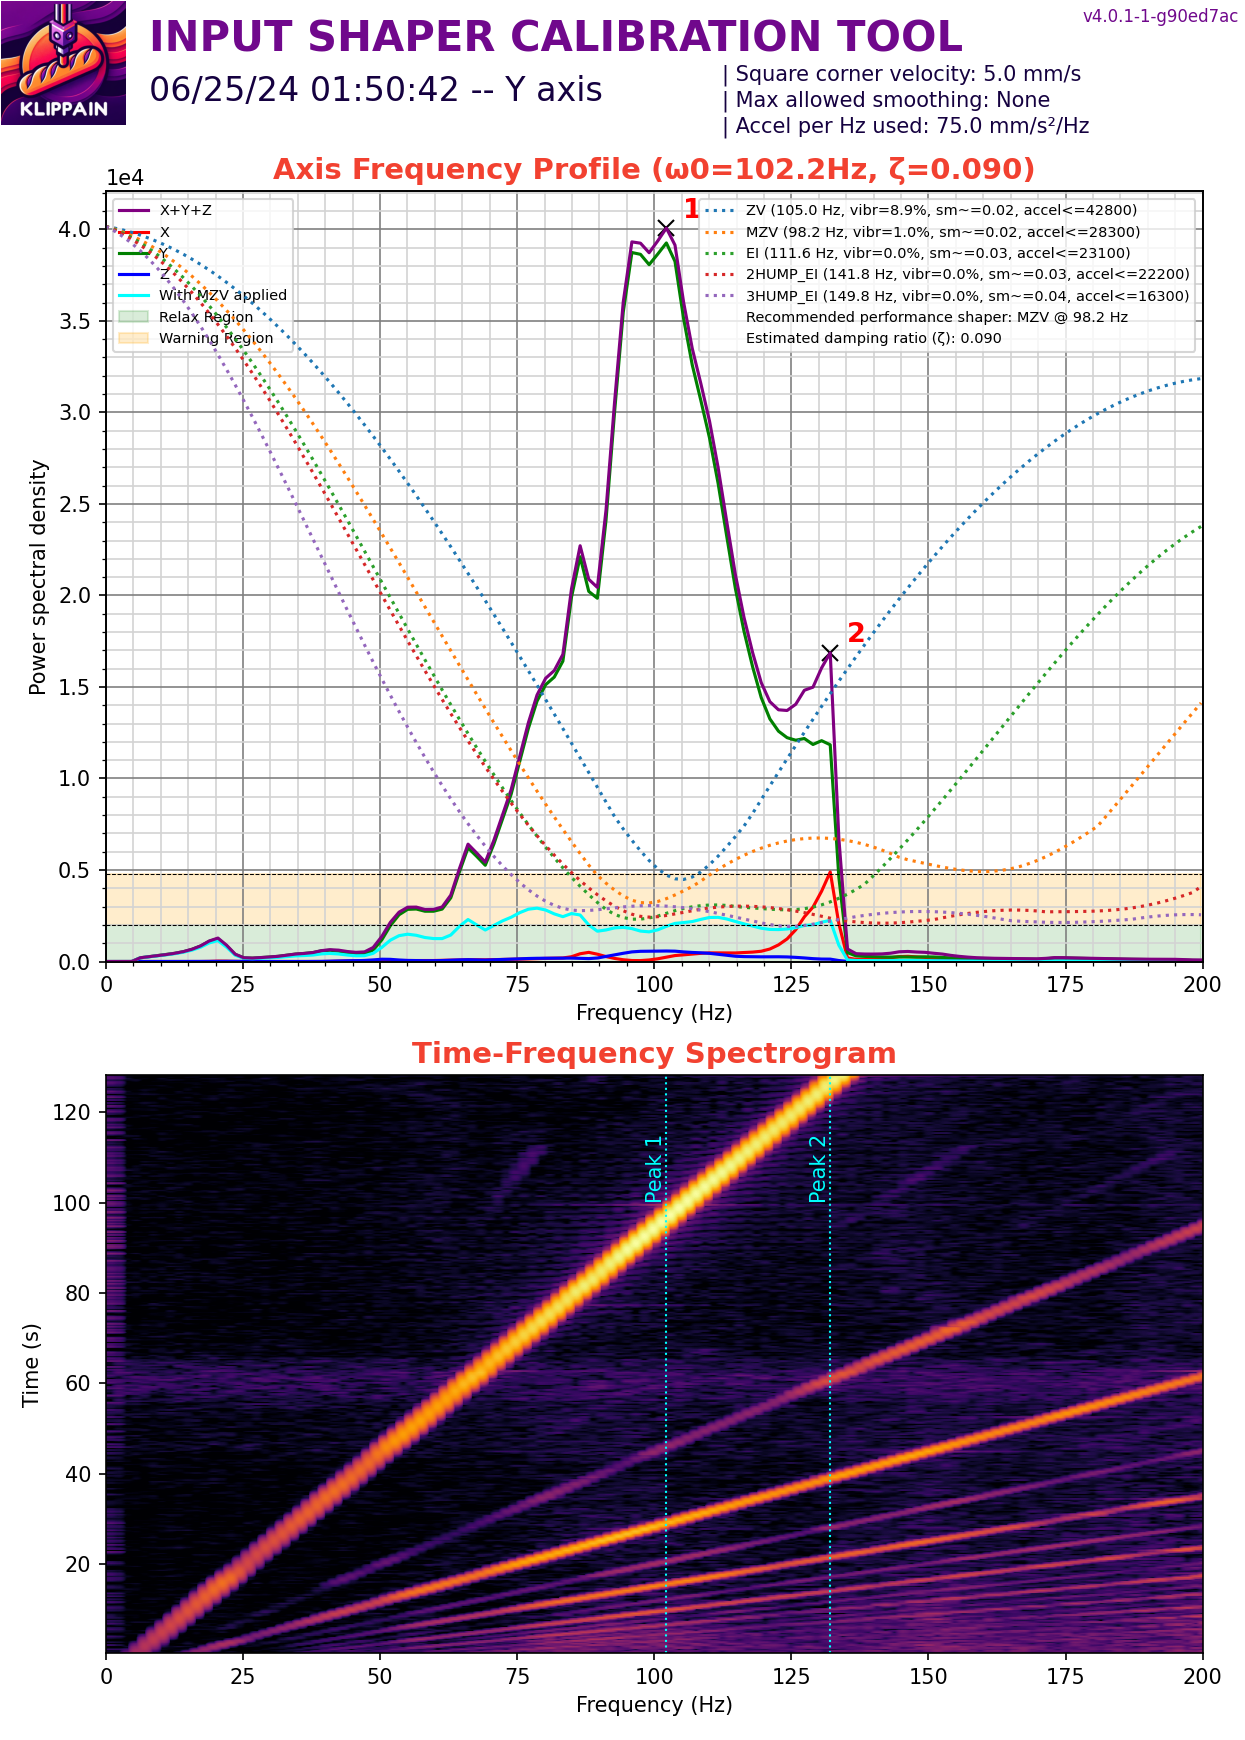 v4.0.1-1-g90ed7ac
INPUT SHAPER CALIBRATION TOOL
06/25/24 01:50:42 -- Y axis
| Square corner velocity: 5.0 mm/s
| Max allowed smoothing: None
| Accel per Hz used: 75.0 mm/s²/Hz
KLIPPAIN
Axis Frequency Profile (ω0=102.2Hz, ζ=0.090)
1e4
X+Y+Z
X
Y
Z
With MZV applied
Relax Region
Warning Region
1
ZV (105.0 Hz, vibr=8.9%, sm~=0.02, accel<=42800)
MZV (98.2 Hz, vibr=1.0%, sm~=0.02, accel<=28300)
EI (111.6 Hz, vibr=0.0%, sm~=0.03, accel<=23100)
2HUMP_EI (141.8 Hz, vibr=0.0%, sm~=0.03, accel<=22200)
3HUMP_EI (149.8 Hz, vibr=0.0%, sm~=0.04, accel<=16300)
Recommended performance shaper: MZV @ 98.2 Hz
Estimated damping ratio (ζ): 0.090
2
4.0
3.5
3.0
2.5
2.0
1.5
1.0
0.5
0.0
Power spectral density
0 25 50 75 100 125 150 175 200
Frequency (Hz)
Time-Frequency Spectrogram
Peak 1
Peak 2
120
100
80
60
40
20
Time (s)
0 25 50 75 100 125 150 175 200
Frequency (Hz)